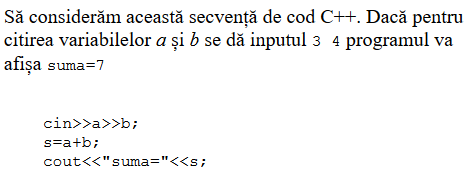 Să considerăm această secvență de cod C++. Dacă pentru
citirea variabilelor a și b se dă inputul 3 4 programul va
afișa suma=7
cin>>a>>b;
s=a+b;
cout<<"suma="<<s;